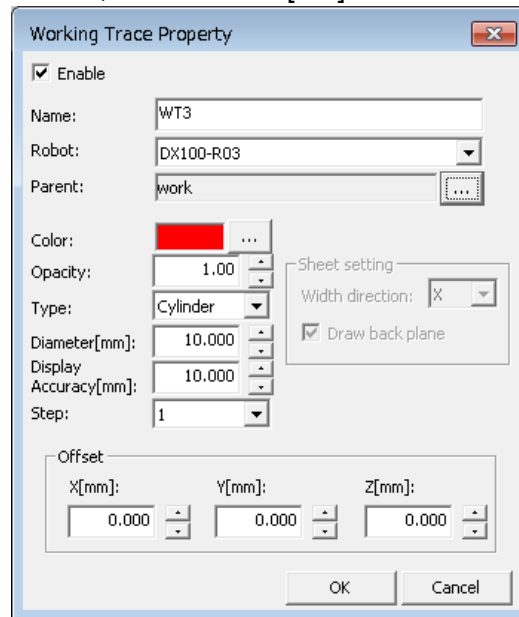 Working Trace Property
Enable
Name: WT3
Robot: DX100-R03
Parent: work ...
Color: ...
Opacity: 1.00
Sheet setting
Width direction: X
Type: Cylinder
Draw back plane
Diameter[mm]: 10.000
Display
Accuracy[mm]: 10.000
Step: 1
Offset
X[mm]: Y[mm]: Z[mm]:
0.000 0.000 0.000
OK Cancel